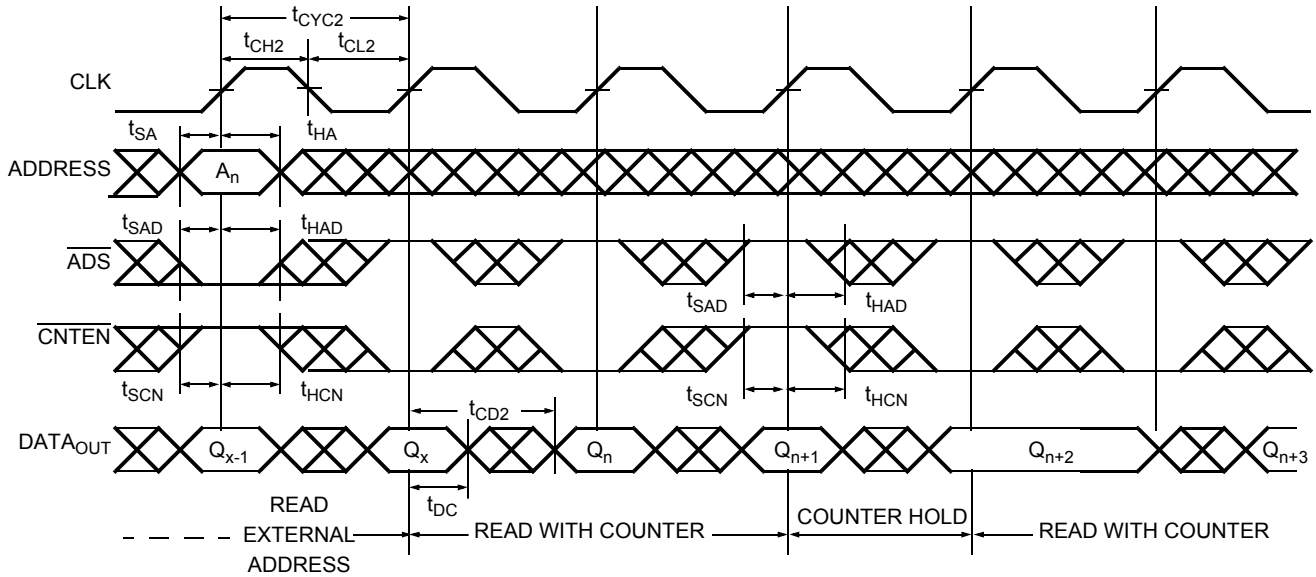 tCYC2
tCH2 tCL2
CLK
tSA tHA
ADDRESS An
tSAD tHAD
ADS
tSAD tHAD
CNTEN
tSCN tHCN tSCN tHCN
tCD2
DATAOUT Qx-1 Qx Qn Qn+1 Qn+2 Qn+3
tDC
READ
EXTERNAL
ADDRESS
READ WITH COUNTER
COUNTER HOLD
READ WITH COUNTER